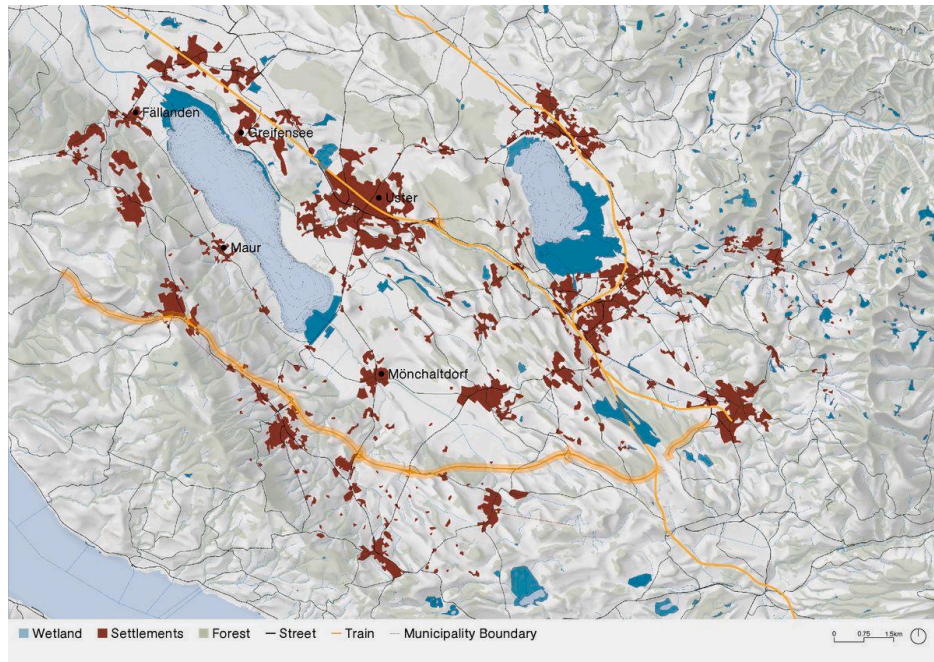 Fällanden
Greifensee
Uster
Maur
Mönchaltdorf
Wetland Settlements Forest Street Train Municipality Boundary
0 0.75 1.5km